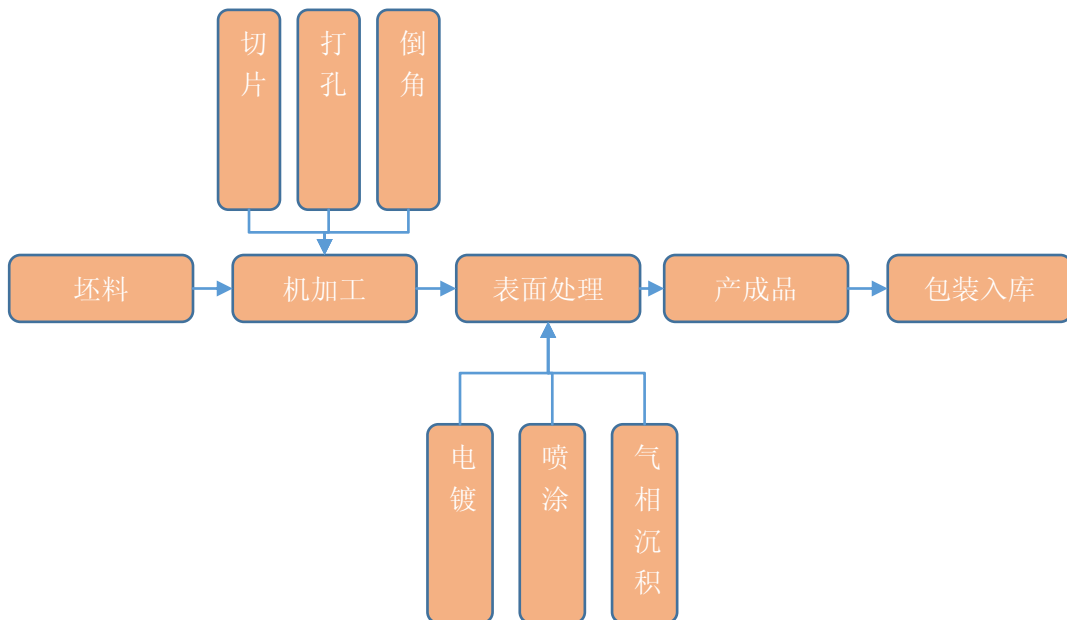 切片
打孔
倒角
坯料
机加工
表面处理
产成品
包装入库
电镀
喷涂
气相沉积